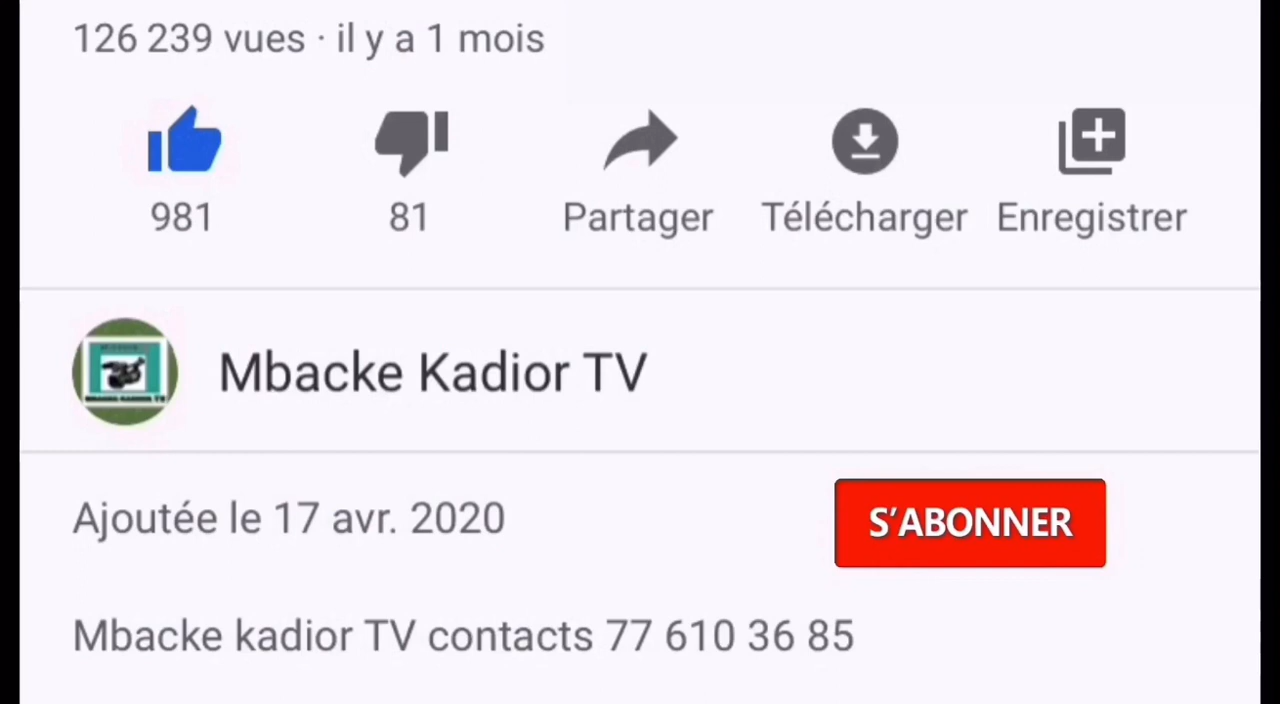 126 239 vues · il y a 1 mois
981
81
Partager
Télécharger
Enregistrer
Mbacke Kadior TV
Ajoutée le 17 avr. 2020
S'ABONNER
Mbacke kadior TV contacts 77 610 36 85